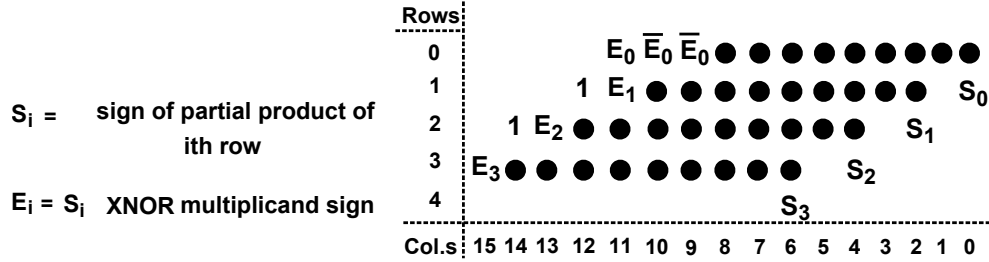 Rows
0 E₀ E̅₀ E̅₀
1 1 E₁ S₀
Sᵢ = sign of partial product of
ith row
2 1 E₂ S₁
3 E₃ S₂
Eᵢ = Sᵢ XNOR multiplicand sign
4 S₃
Col.s 15 14 13 12 11 10 9 8 7 6 5 4 3 2 1 0